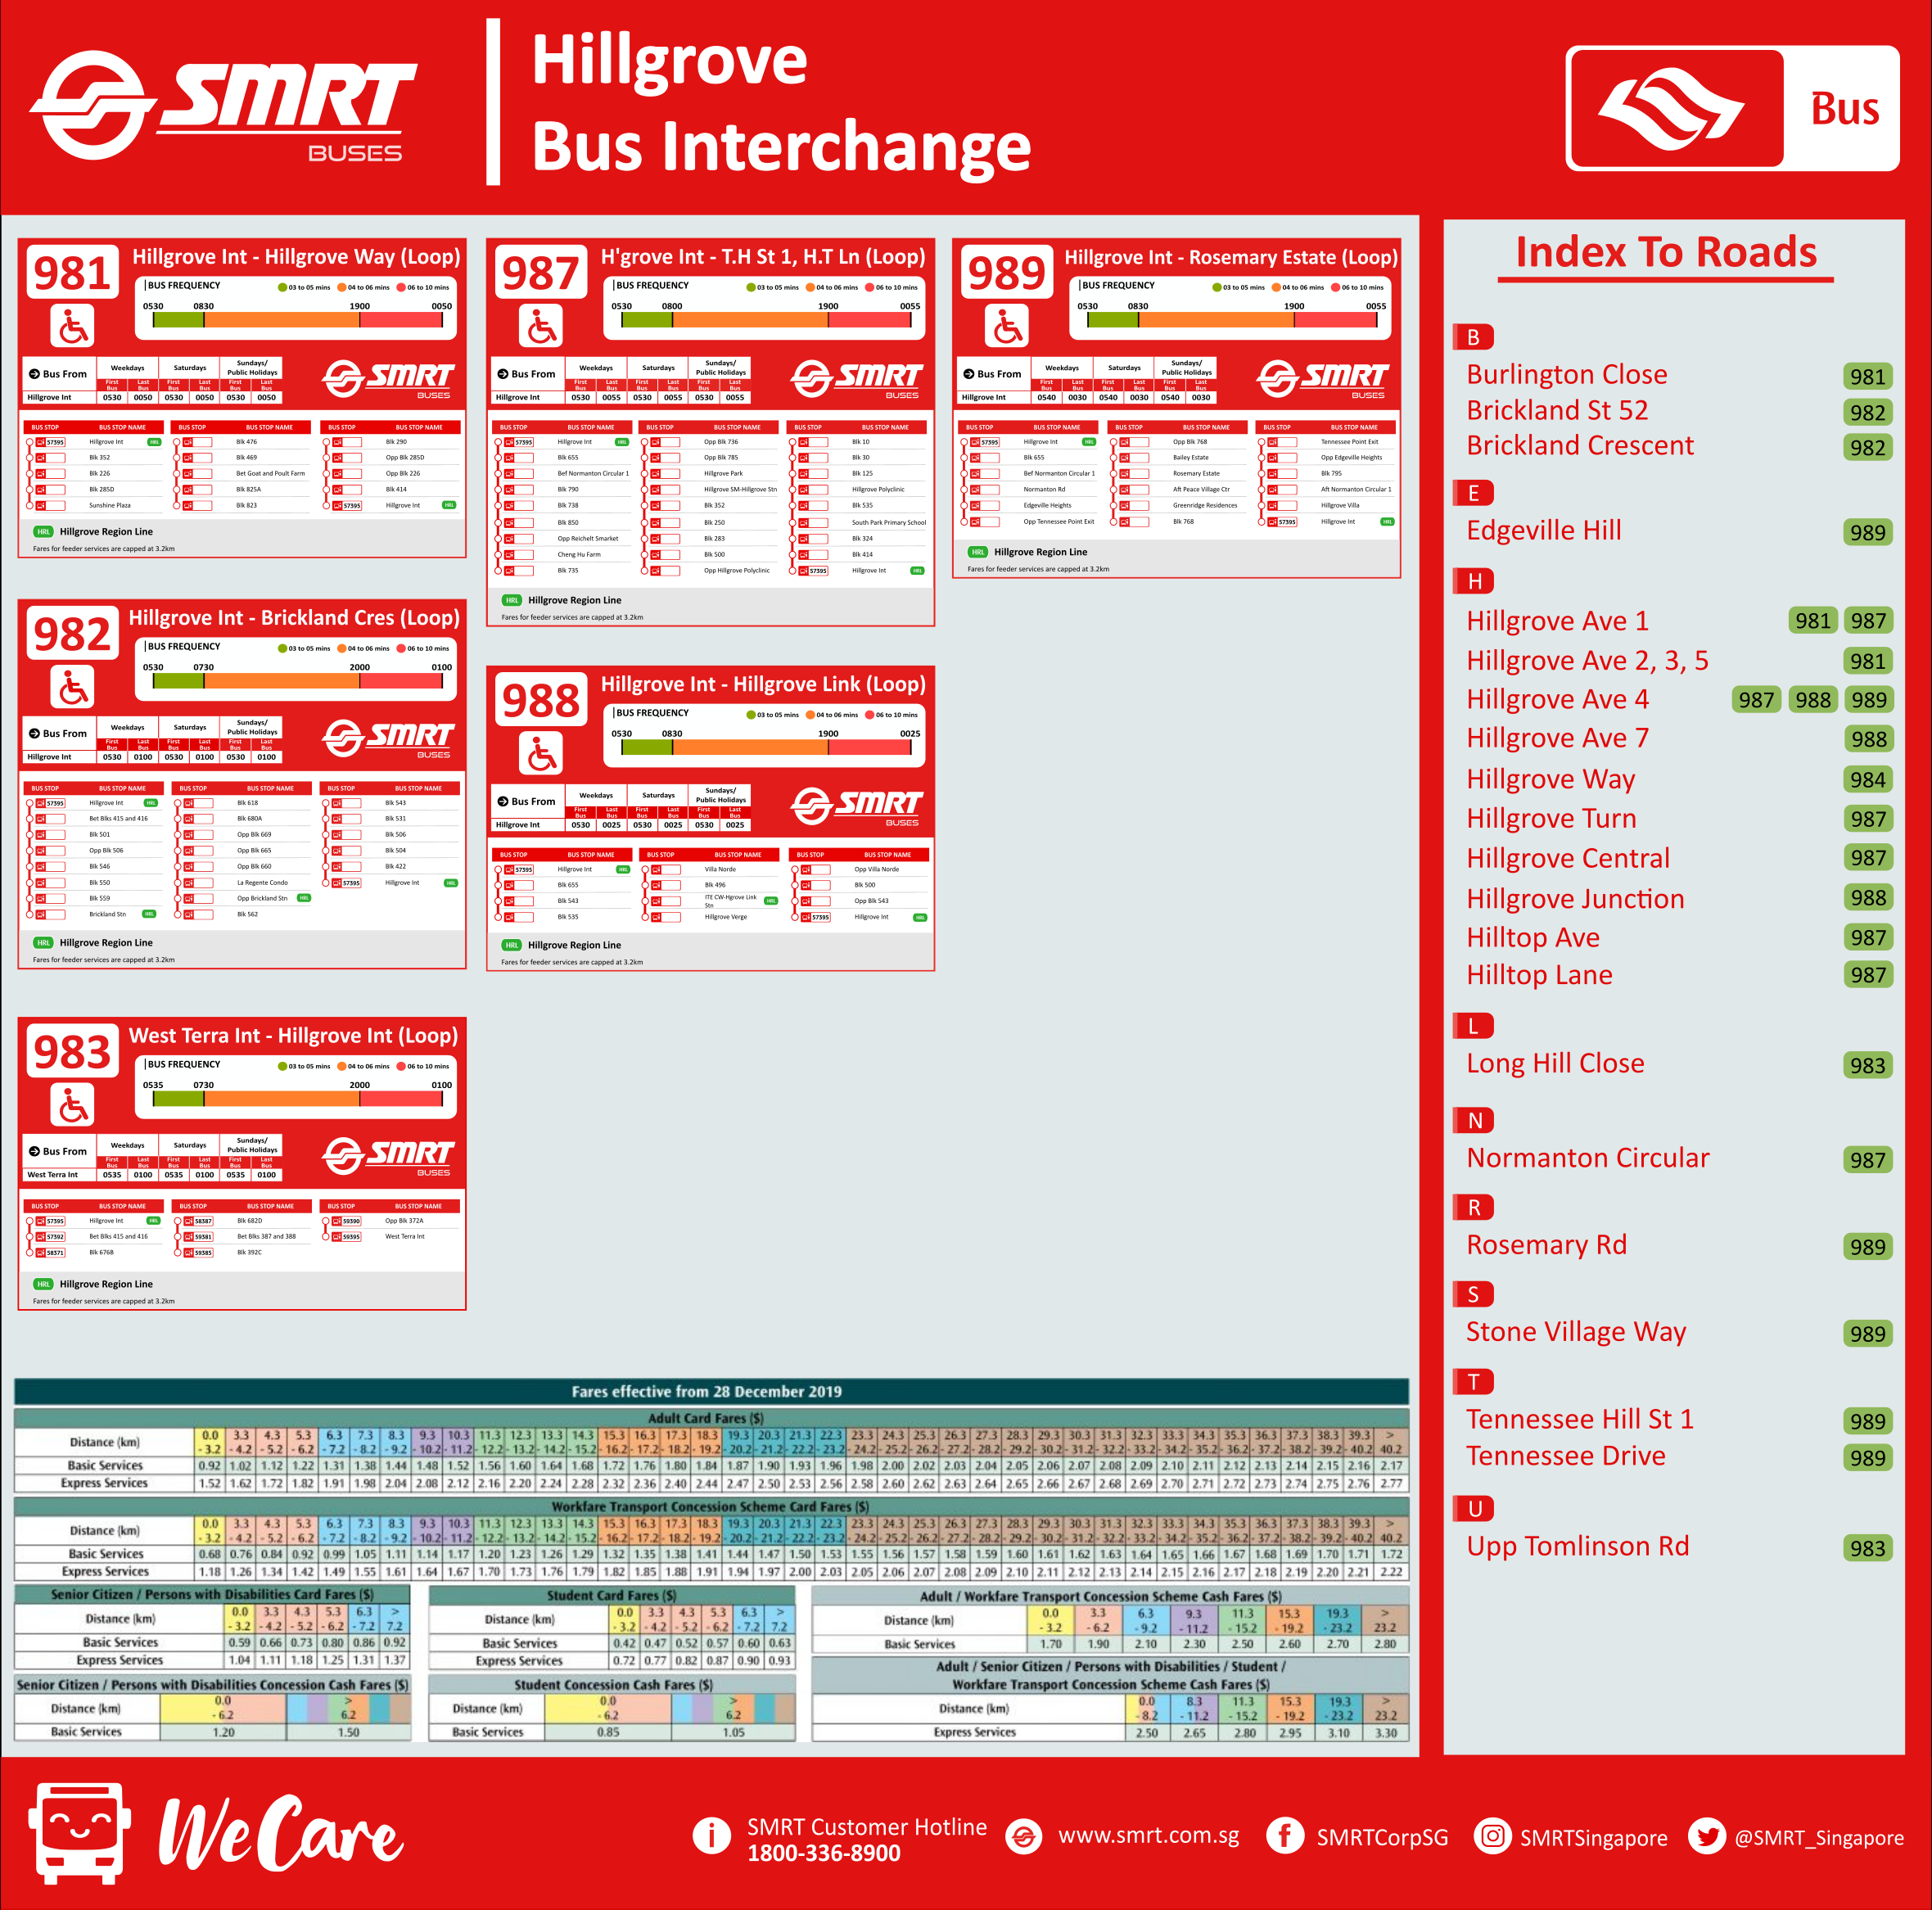 SMRT
BUSES
Hillgrove
Bus Interchange
Bus
981
Hillgrove Int - Hillgrove Way (Loop)
BUS FREQUENCY
03 to 05 mins 04 to 06 mins 06 to 10 mins
0530 0830 1900 0050
Bus From Weekdays Saturdays Sundays/ Public Holidays
First Bus Last Bus First Bus Last Bus First Bus Last Bus
Hillgrove Int 0530 0050 0530 0050 0530 0050
SMRT
BUSES
BUS STOP BUS STOP NAME BUS STOP BUS STOP NAME BUS STOP BUS STOP NAME
57395 Hillgrove Int HRL Blk 476 Blk 290
Blk 352 Blk 469 Opp Blk 285D
Blk 226 Bet Goat and Poult Farm Opp Blk 226
Blk 285D Blk 825A Blk 414
Sunshine Plaza Blk 823 57395 Hillgrove Int HRL
HRL Hillgrove Region Line
Fares for feeder services are capped at 3.2km
987
H'grove Int - T.H St 1, H.T Ln (Loop)
BUS FREQUENCY
03 to 05 mins 04 to 06 mins 06 to 10 mins
0530 0800 1900 0055
Bus From Weekdays Saturdays Sundays/ Public Holidays
First Bus Last Bus First Bus Last Bus First Bus Last Bus
Hillgrove Int 0530 0055 0530 0055 0530 0055
SMRT
BUSES
BUS STOP BUS STOP NAME BUS STOP BUS STOP NAME BUS STOP BUS STOP NAME
57395 Hillgrove Int HRL Opp Blk 736 Blk 10
Blk 655 Opp Blk 785 Blk 30
Bef Normanton Circular 1 Hillgrove Park Blk 125
Blk 790 Hillgrove SM-Hillgrove Stn Hillgrove Polyclinic
Blk 738 Blk 352 Blk 535
Blk 850 Blk 250 South Park Primary School
Opp Reichelt Smarket Blk 283 Blk 324
Cheng Hu Farm Blk 500 Blk 414
Blk 735 Opp Hillgrove Polyclinic 57395 Hillgrove Int HRL
HRL Hillgrove Region Line
Fares for feeder services are capped at 3.2km
989
Hillgrove Int - Rosemary Estate (Loop)
BUS FREQUENCY
03 to 05 mins 04 to 06 mins 06 to 10 mins
0530 0830 1900 0055
Bus From Weekdays Saturdays Sundays/ Public Holidays
First Bus Last Bus First Bus Last Bus First Bus Last Bus
Hillgrove Int 0540 0030 0540 0030 0540 0030
SMRT
BUSES
BUS STOP BUS STOP NAME BUS STOP BUS STOP NAME BUS STOP BUS STOP NAME
57395 Hillgrove Int HRL Opp Blk 768 Tennessee Point Exit
Blk 655 Bailey Estate Opp Edgeville Heights
Bef Normanton Circular 1 Rosemary Estate Blk 795
Normanton Rd Aft Peace Village Ctr Aft Normanton Circular 1
Edgeville Heights Greenridge Residences Hillgrove Villa
Opp Tennessee Point Exit Blk 768 57395 Hillgrove Int HRL
HRL Hillgrove Region Line
Fares for feeder services are capped at 3.2km
982
Hillgrove Int - Brickland Cres (Loop)
BUS FREQUENCY
03 to 05 mins 04 to 06 mins 06 to 10 mins
0530 0730 2000 0100
Bus From Weekdays Saturdays Sundays/ Public Holidays
First Bus Last Bus First Bus Last Bus First Bus Last Bus
Hillgrove Int 0530 0100 0530 0100 0530 0100
SMRT
BUSES
BUS STOP BUS STOP NAME BUS STOP BUS STOP NAME BUS STOP BUS STOP NAME
57395 Hillgrove Int HRL Blk 618 Blk 543
Bet Blks 415 and 416 Blk 680A Blk 531
Blk 501 Opp Blk 669 Blk 506
Opp Blk 506 Opp Blk 665 Blk 504
Blk 546 Opp Blk 660 Blk 422
Blk 550 La Regente Condo 57395 Hillgrove Int HRL
Blk 559 Opp Brickland Stn HRL
Brickland Stn HRL Blk 562
HRL Hillgrove Region Line
Fares for feeder services are capped at 3.2km
988
Hillgrove Int - Hillgrove Link (Loop)
BUS FREQUENCY
03 to 05 mins 04 to 06 mins 06 to 10 mins
0530 0830 1900 0025
Bus From Weekdays Saturdays Sundays/ Public Holidays
First Bus Last Bus First Bus Last Bus First Bus Last Bus
Hillgrove Int 0530 0025 0530 0025 0530 0025
SMRT
BUSES
BUS STOP BUS STOP NAME BUS STOP BUS STOP NAME BUS STOP BUS STOP NAME
57395 Hillgrove Int HRL Villa Norde Opp Villa Norde
Blk 655 Blk 496 Blk 500
Blk 543 ITE CW-Hgrove Link Stn HRL Opp Blk 543
Blk 535 Hillgrove Verge 57395 Hillgrove Int HRL
HRL Hillgrove Region Line
Fares for feeder services are capped at 3.2km
983
West Terra Int - Hillgrove Int (Loop)
BUS FREQUENCY
03 to 05 mins 04 to 06 mins 06 to 10 mins
0535 0730 2000 0100
Bus From Weekdays Saturdays Sundays/ Public Holidays
First Bus Last Bus First Bus Last Bus First Bus Last Bus
West Terra Int 0535 0100 0535 0100 0535 0100
SMRT
BUSES
BUS STOP BUS STOP NAME BUS STOP BUS STOP NAME BUS STOP BUS STOP NAME
57395 Hillgrove Int HRL 58387 Blk 682D 59390 Opp Blk 372A
57392 Bet Blks 415 and 416 59381 Bet Blks 387 and 388 59395 West Terra Int
58371 Blk 676B 59385 Blk 392C
HRL Hillgrove Region Line
Fares for feeder services are capped at 3.2km
Fares effective from 28 December 2019
Adult Card Fares ($)
Distance (km) 0.0 3.3 4.3 5.3 6.3 7.3 8.3 9.3 10.3 11.3 12.3 13.3 14.3 15.3 16.3 17.3 18.3 19.3 20.3 21.3 22.3 23.3 24.3 25.3 26.3 27.3 28.3 29.3 30.3 31.3 32.3 33.3 34.3 35.3 36.3 37.3 38.3 39.3 >
- 3.2 - 4.2 - 5.2 - 6.2 - 7.2 - 8.2 - 9.2 - 10.2 - 11.2 - 12.2 - 13.2 - 14.2 - 15.2 - 16.2 - 17.2 - 18.2 - 19.2 - 20.2 - 21.2 - 22.2 - 23.2 - 24.2 - 25.2 - 26.2 - 27.2 - 28.2 - 29.2 - 30.2 - 31.2 - 32.2 - 33.2 - 34.2 - 35.2 - 36.2 - 37.2 - 38.2 - 39.2 - 40.2 40.2
Basic Services 0.92 1.02 1.12 1.22 1.31 1.38 1.44 1.48 1.52 1.56 1.60 1.64 1.68 1.72 1.76 1.80 1.84 1.87 1.90 1.93 1.96 1.98 2.00 2.02 2.03 2.04 2.05 2.06 2.07 2.08 2.09 2.10 2.11 2.12 2.13 2.14 2.15 2.16 2.17
Express Services 1.52 1.62 1.72 1.82 1.91 1.98 2.04 2.08 2.12 2.16 2.20 2.24 2.28 2.32 2.36 2.40 2.44 2.47 2.50 2.53 2.56 2.58 2.60 2.62 2.63 2.64 2.65 2.66 2.67 2.68 2.69 2.70 2.71 2.72 2.73 2.74 2.75 2.76 2.77
Workfare Transport Concession Scheme Card Fares ($)
Distance (km) 0.0 3.3 4.3 5.3 6.3 7.3 8.3 9.3 10.3 11.3 12.3 13.3 14.3 15.3 16.3 17.3 18.3 19.3 20.3 21.3 22.3 23.3 24.3 25.3 26.3 27.3 28.3 29.3 30.3 31.3 32.3 33.3 34.3 35.3 36.3 37.3 38.3 39.3 >
- 3.2 - 4.2 - 5.2 - 6.2 - 7.2 - 8.2 - 9.2 - 10.2 - 11.2 - 12.2 - 13.2 - 14.2 - 15.2 - 16.2 - 17.2 - 18.2 - 19.2 - 20.2 - 21.2 - 22.2 - 23.2 - 24.2 - 25.2 - 26.2 - 27.2 - 28.2 - 29.2 - 30.2 - 31.2 - 32.2 - 33.2 - 34.2 - 35.2 - 36.2 - 37.2 - 38.2 - 39.2 - 40.2 40.2
Basic Services 0.68 0.76 0.84 0.92 0.99 1.05 1.11 1.14 1.17 1.20 1.23 1.26 1.29 1.32 1.35 1.38 1.41 1.44 1.47 1.50 1.53 1.55 1.56 1.57 1.58 1.59 1.60 1.61 1.62 1.63 1.64 1.65 1.66 1.67 1.68 1.69 1.70 1.71 1.72
Express Services 1.18 1.26 1.34 1.42 1.49 1.55 1.61 1.64 1.67 1.70 1.73 1.76 1.79 1.82 1.85 1.88 1.91 1.94 1.97 2.00 2.03 2.05 2.06 2.07 2.08 2.09 2.10 2.11 2.12 2.13 2.14 2.15 2.16 2.17 2.18 2.19 2.20 2.21 2.22
Senior Citizen / Persons with Disabilities Card Fares ($)
Distance (km) 0.0 3.3 4.3 5.3 6.3 >
- 3.2 - 4.2 - 5.2 - 6.2 - 7.2 7.2
Basic Services 0.59 0.66 0.73 0.80 0.86 0.92
Express Services 1.04 1.11 1.18 1.25 1.31 1.37
Student Card Fares ($)
Distance (km) 0.0 3.3 4.3 5.3 6.3 >
- 3.2 - 4.2 - 5.2 - 6.2 - 7.2 7.2
Basic Services 0.42 0.47 0.52 0.57 0.60 0.63
Express Services 0.72 0.77 0.82 0.87 0.90 0.93
Adult / Workfare Transport Concession Scheme Cash Fares ($)
Distance (km) 0.0 3.3 6.3 9.3 11.3 15.3 19.3 >
- 3.2 - 6.2 - 9.2 - 11.2 - 15.2 - 19.2 - 23.2 23.2
Basic Services 1.70 1.90 2.10 2.30 2.50 2.60 2.70 2.80
Senior Citizen / Persons with Disabilities Concession Cash Fares ($)
Distance (km) 0.0 >
- 6.2 6.2
Basic Services 1.20 1.50
Student Concession Cash Fares ($)
Distance (km) 0.0 >
- 6.2 6.2
Basic Services 0.85 1.05
Adult / Senior Citizen / Persons with Disabilities / Student /
Workfare Transport Concession Scheme Cash Fares ($)
Distance (km) 0.0 8.3 11.3 15.3 19.3 >
- 8.2 - 11.2 - 15.2 - 19.2 - 23.2 23.2
Express Services 2.50 2.65 2.80 2.95 3.10 3.30
Index To Roads
B
Burlington Close 981
Brickland St 52 982
Brickland Crescent 982
E
Edgeville Hill 989
H
Hillgrove Ave 1 981 987
Hillgrove Ave 2, 3, 5 981
Hillgrove Ave 4 987 988 989
Hillgrove Ave 7 988
Hillgrove Way 984
Hillgrove Turn 987
Hillgrove Central 987
Hillgrove Junction 988
Hilltop Ave 987
Hilltop Lane 987
L
Long Hill Close 983
N
Normanton Circular 987
R
Rosemary Rd 989
S
Stone Village Way 989
T
Tennessee Hill St 1 989
Tennessee Drive 989
U
Upp Tomlinson Rd 983
WeCare
SMRT Customer Hotline
1800-336-8900
www.smrt.com.sg
SMRTCorpSG
SMRTSingapore
@SMRT_Singapore